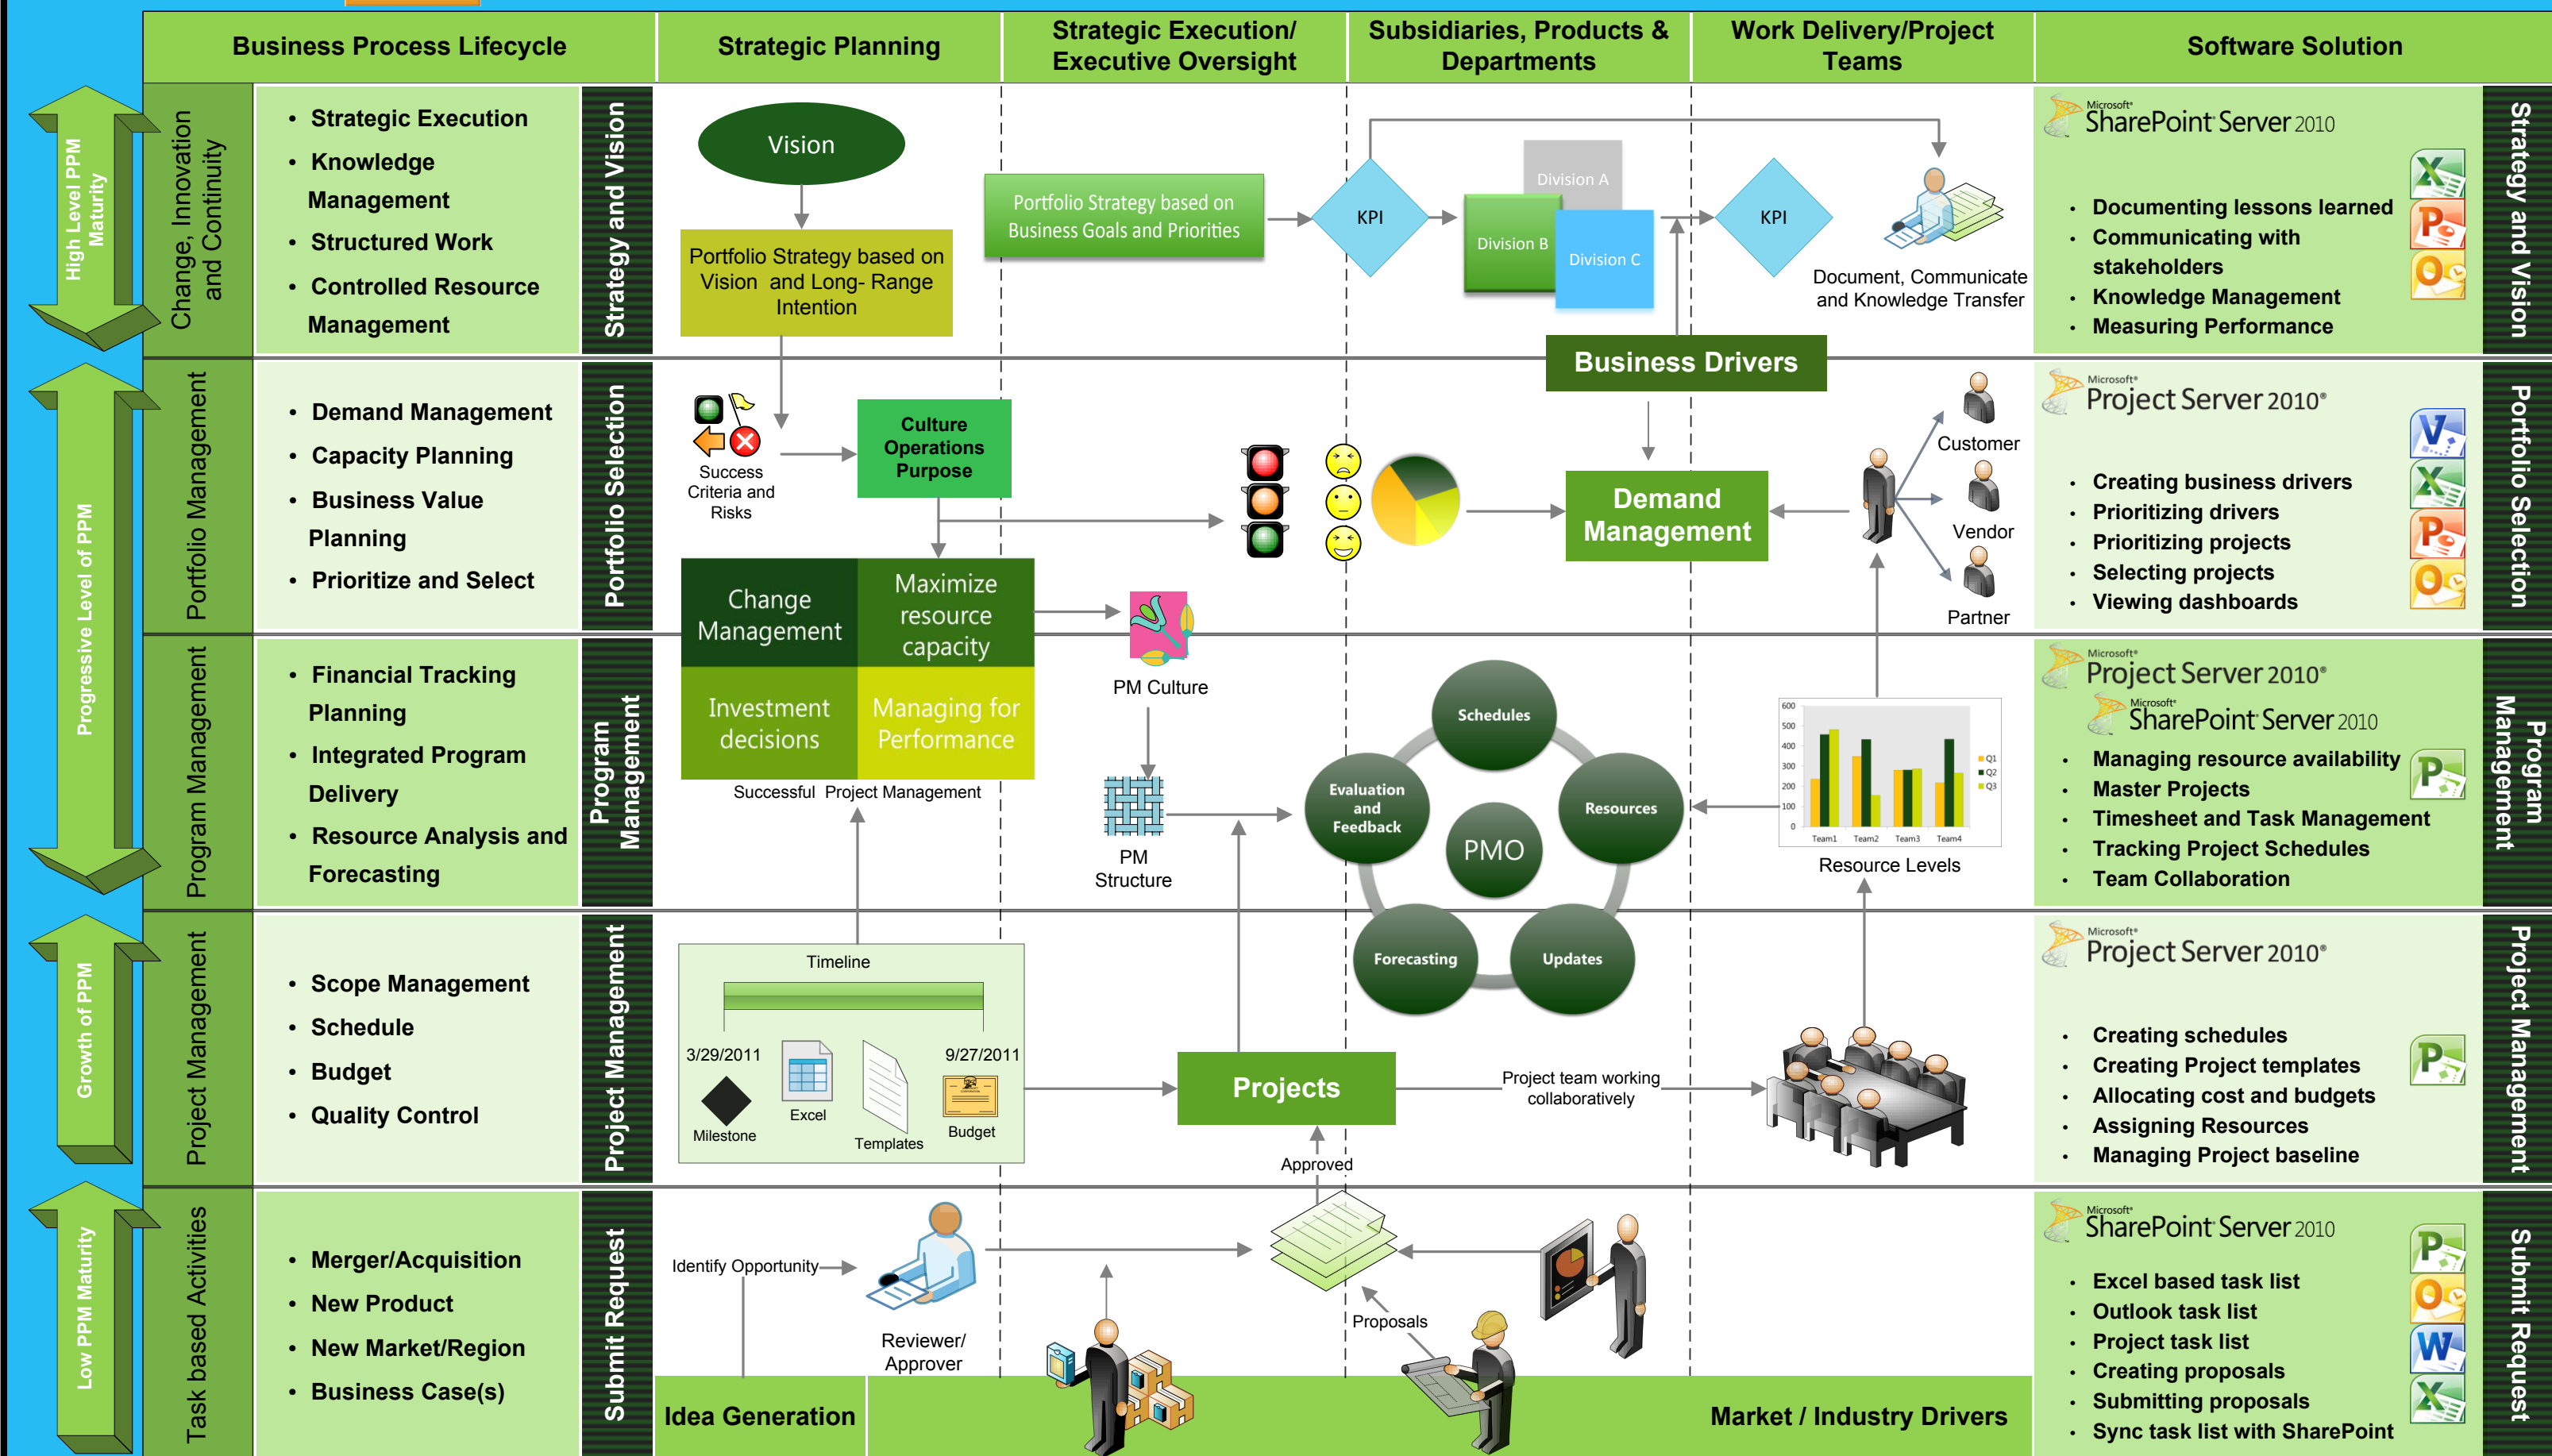 Business Process Lifecycle
Strategic Planning
Strategic Execution/
Executive Oversight
Subsidiaries, Products &
Departments
Work Delivery/Project
Teams
Software Solution
High Level PPM
Maturity
Change, Innovation
and Continuity
• Strategic Execution
• Knowledge
Management
• Structured Work
• Controlled Resource
Management
Strategy and Vision
Vision
Portfolio Strategy based on
Vision and Long- Range
Intention
Portfolio Strategy based on
Business Goals and Priorities
KPI
Division A
Division B
Division C
KPI
Document, Communicate
and Knowledge Transfer
Microsoft®
SharePoint® Server 2010
• Documenting lessons learned
• Communicating with
stakeholders
• Knowledge Management
• Measuring Performance
Strategy and Vision
Progressive Level of PPM
Portfolio Management
• Demand Management
• Capacity Planning
• Business Value
Planning
• Prioritize and Select
Portfolio Selection
Success
Criteria and
Risks
Culture
Operations
Purpose
Business Drivers
Demand
Management
Customer
Vendor
Partner
Microsoft®
Project Server 2010®
• Creating business drivers
• Prioritizing drivers
• Prioritizing projects
• Selecting projects
• Viewing dashboards
Portfolio Selection
Program Management
• Financial Tracking
Planning
• Integrated Program
Delivery
• Resource Analysis and
Forecasting
Program
Management
Change
Management
Maximize
resource
capacity
Investment
decisions
Managing for
Performance
Successful Project Management
PM Culture
PM
Structure
Schedules
Evaluation
and
Feedback
Resources
PMO
Forecasting
Updates
600
500
400
300
200
100
0
Team1 Team2 Team3 Team4
Q1
Q2
Q3
Resource Levels
Microsoft®
Project Server 2010®
Microsoft®
SharePoint® Server 2010
• Managing resource availability
• Master Projects
• Timesheet and Task Management
• Tracking Project Schedules
• Team Collaboration
Program
Management
Growth of PPM
Project Management
• Scope Management
• Schedule
• Budget
• Quality Control
Project Management
Timeline
3/29/2011
9/27/2011
Milestone
Excel
Templates
Budget
Projects
Project team working
collaboratively
Approved
Microsoft®
Project Server 2010®
• Creating schedules
• Creating Project templates
• Allocating cost and budgets
• Assigning Resources
• Managing Project baseline
Project Management
Low PPM Maturity
Task based Activities
• Merger/Acquisition
• New Product
• New Market/Region
• Business Case(s)
Submit Request
Identify Opportunity
Reviewer/
Approver
Proposals
Idea Generation
Market / Industry Drivers
Microsoft®
SharePoint® Server 2010
• Excel based task list
• Outlook task list
• Project task list
• Creating proposals
• Submitting proposals
• Sync task list with SharePoint
Submit Request